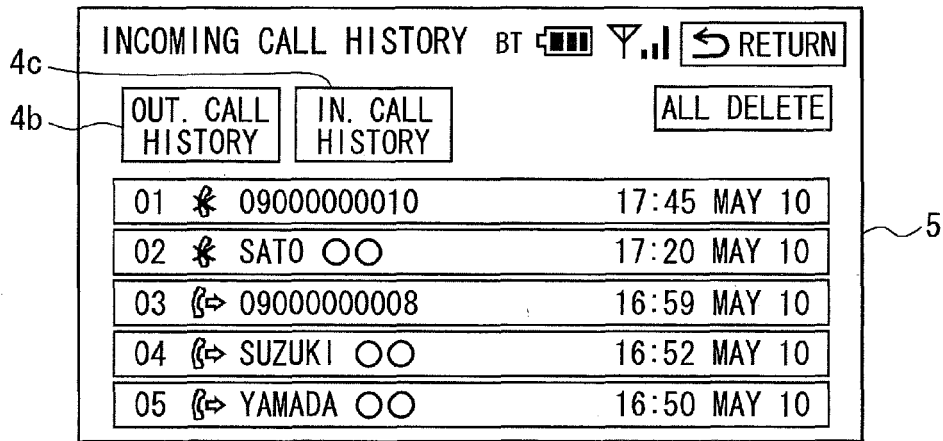 INCOMING CALL HISTORY BT RETURN
4c
4b
OUT. CALL HISTORY
IN. CALL HISTORY
ALL DELETE
01 09000000010 17:45 MAY 10
02 SATO ○○ 17:20 MAY 10
03 09000000008 16:59 MAY 10
04 SUZUKI ○○ 16:52 MAY 10
05 YAMADA ○○ 16:50 MAY 10
5